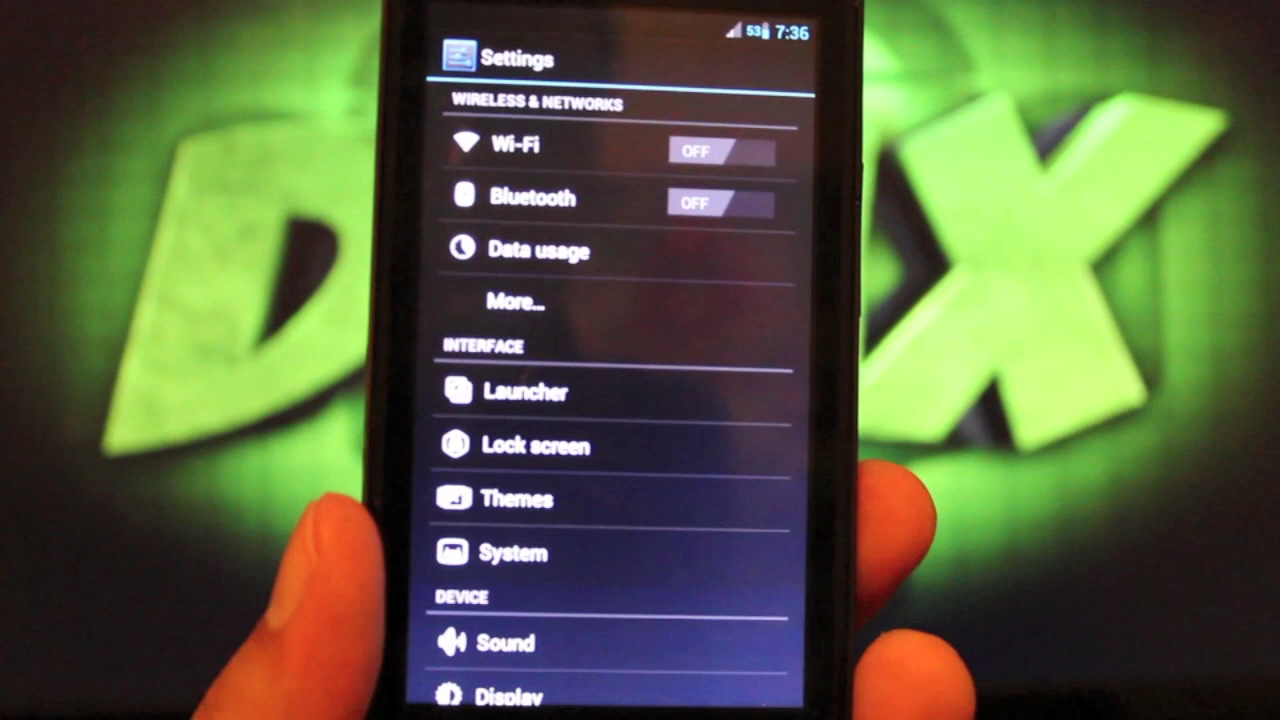 53 7:36
Settings
WIRELESS & NETWORKS
Wi-Fi OFF
Bluetooth OFF
Data usage
More...
INTERFACE
Launcher
Lock screen
Themes
System
DEVICE
Sound
Display
D X